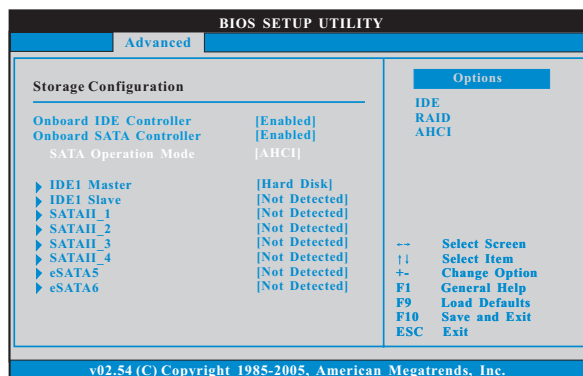 BIOS SETUP UTILITY
Advanced
Storage Configuration
Onboard IDE Controller [Enabled]
Onboard SATA Controller [Enabled]
SATA Operation Mode [AHCI]
IDE1 Master [Hard Disk]
IDE1 Slave [Not Detected]
SATAII_1 [Not Detected]
SATAII_2 [Not Detected]
SATAII_3 [Not Detected]
SATAII_4 [Not Detected]
eSATA5 [Not Detected]
eSATA6 [Not Detected]
Options
IDE
RAID
AHCI
↔ Select Screen
↑↓ Select Item
+- Change Option
F1 General Help
F9 Load Defaults
F10 Save and Exit
ESC Exit
v02.54 (C) Copyright 1985-2005, American Megatrends, Inc.